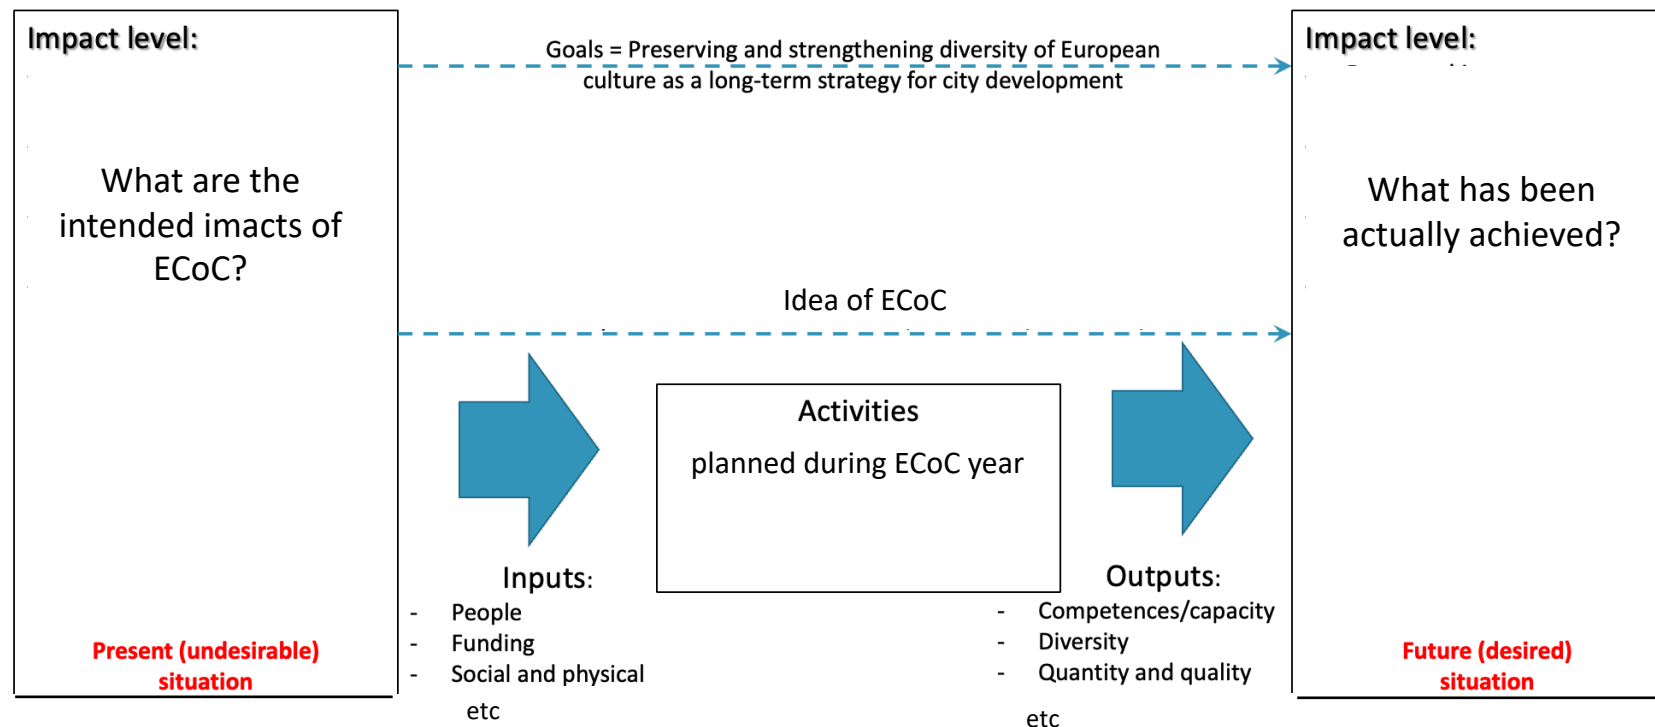 Impact level:
What are the
intended imacts of
ECoC?
Present (undesirable)
situation
Goals = Preserving and strengthening diversity of European
culture as a long-term strategy for city development
Idea of ECoC
Activities
planned during ECoC year
Inputs:
- People
- Funding
- Social and physical
etc
Outputs:
- Competences/capacity
- Diversity
- Quantity and quality
etc
Impact level:
What has been
actually achieved?
Future (desired)
situation